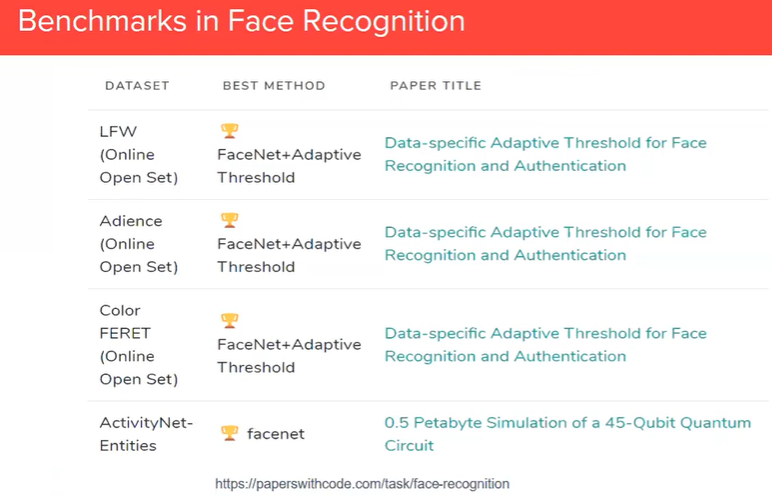 Benchmarks in Face Recognition
DATASET BEST METHOD PAPER TITLE
LFW
(Online
Open Set)
FaceNet+Adaptive
Threshold
Data-specific Adaptive Threshold for Face
Recognition and Authentication
Adience
(Online
Open Set)
FaceNet+Adaptive
Threshold
Data-specific Adaptive Threshold for Face
Recognition and Authentication
Color
FERET
(Online
Open Set)
FaceNet+Adaptive
Threshold
Data-specific Adaptive Threshold for Face
Recognition and Authentication
ActivityNet-
Entities
facenet
0.5 Petabyte Simulation of a 45-Qubit Quantum
Circuit
https://paperswithcode.com/task/face-recognition